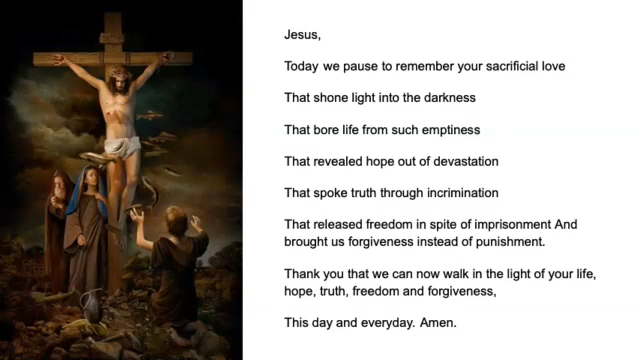 Jesus,
Today we pause to remember your sacrificial love
That shone light into the darkness
That bore life from such emptiness
That revealed hope out of devastation
That spoke truth through incrimination
That released freedom in spite of imprisonment And
brought us forgiveness instead of punishment.
Thank you that we can now walk in the light of your life,
hope, truth, freedom and forgiveness,
This day and everyday. Amen.